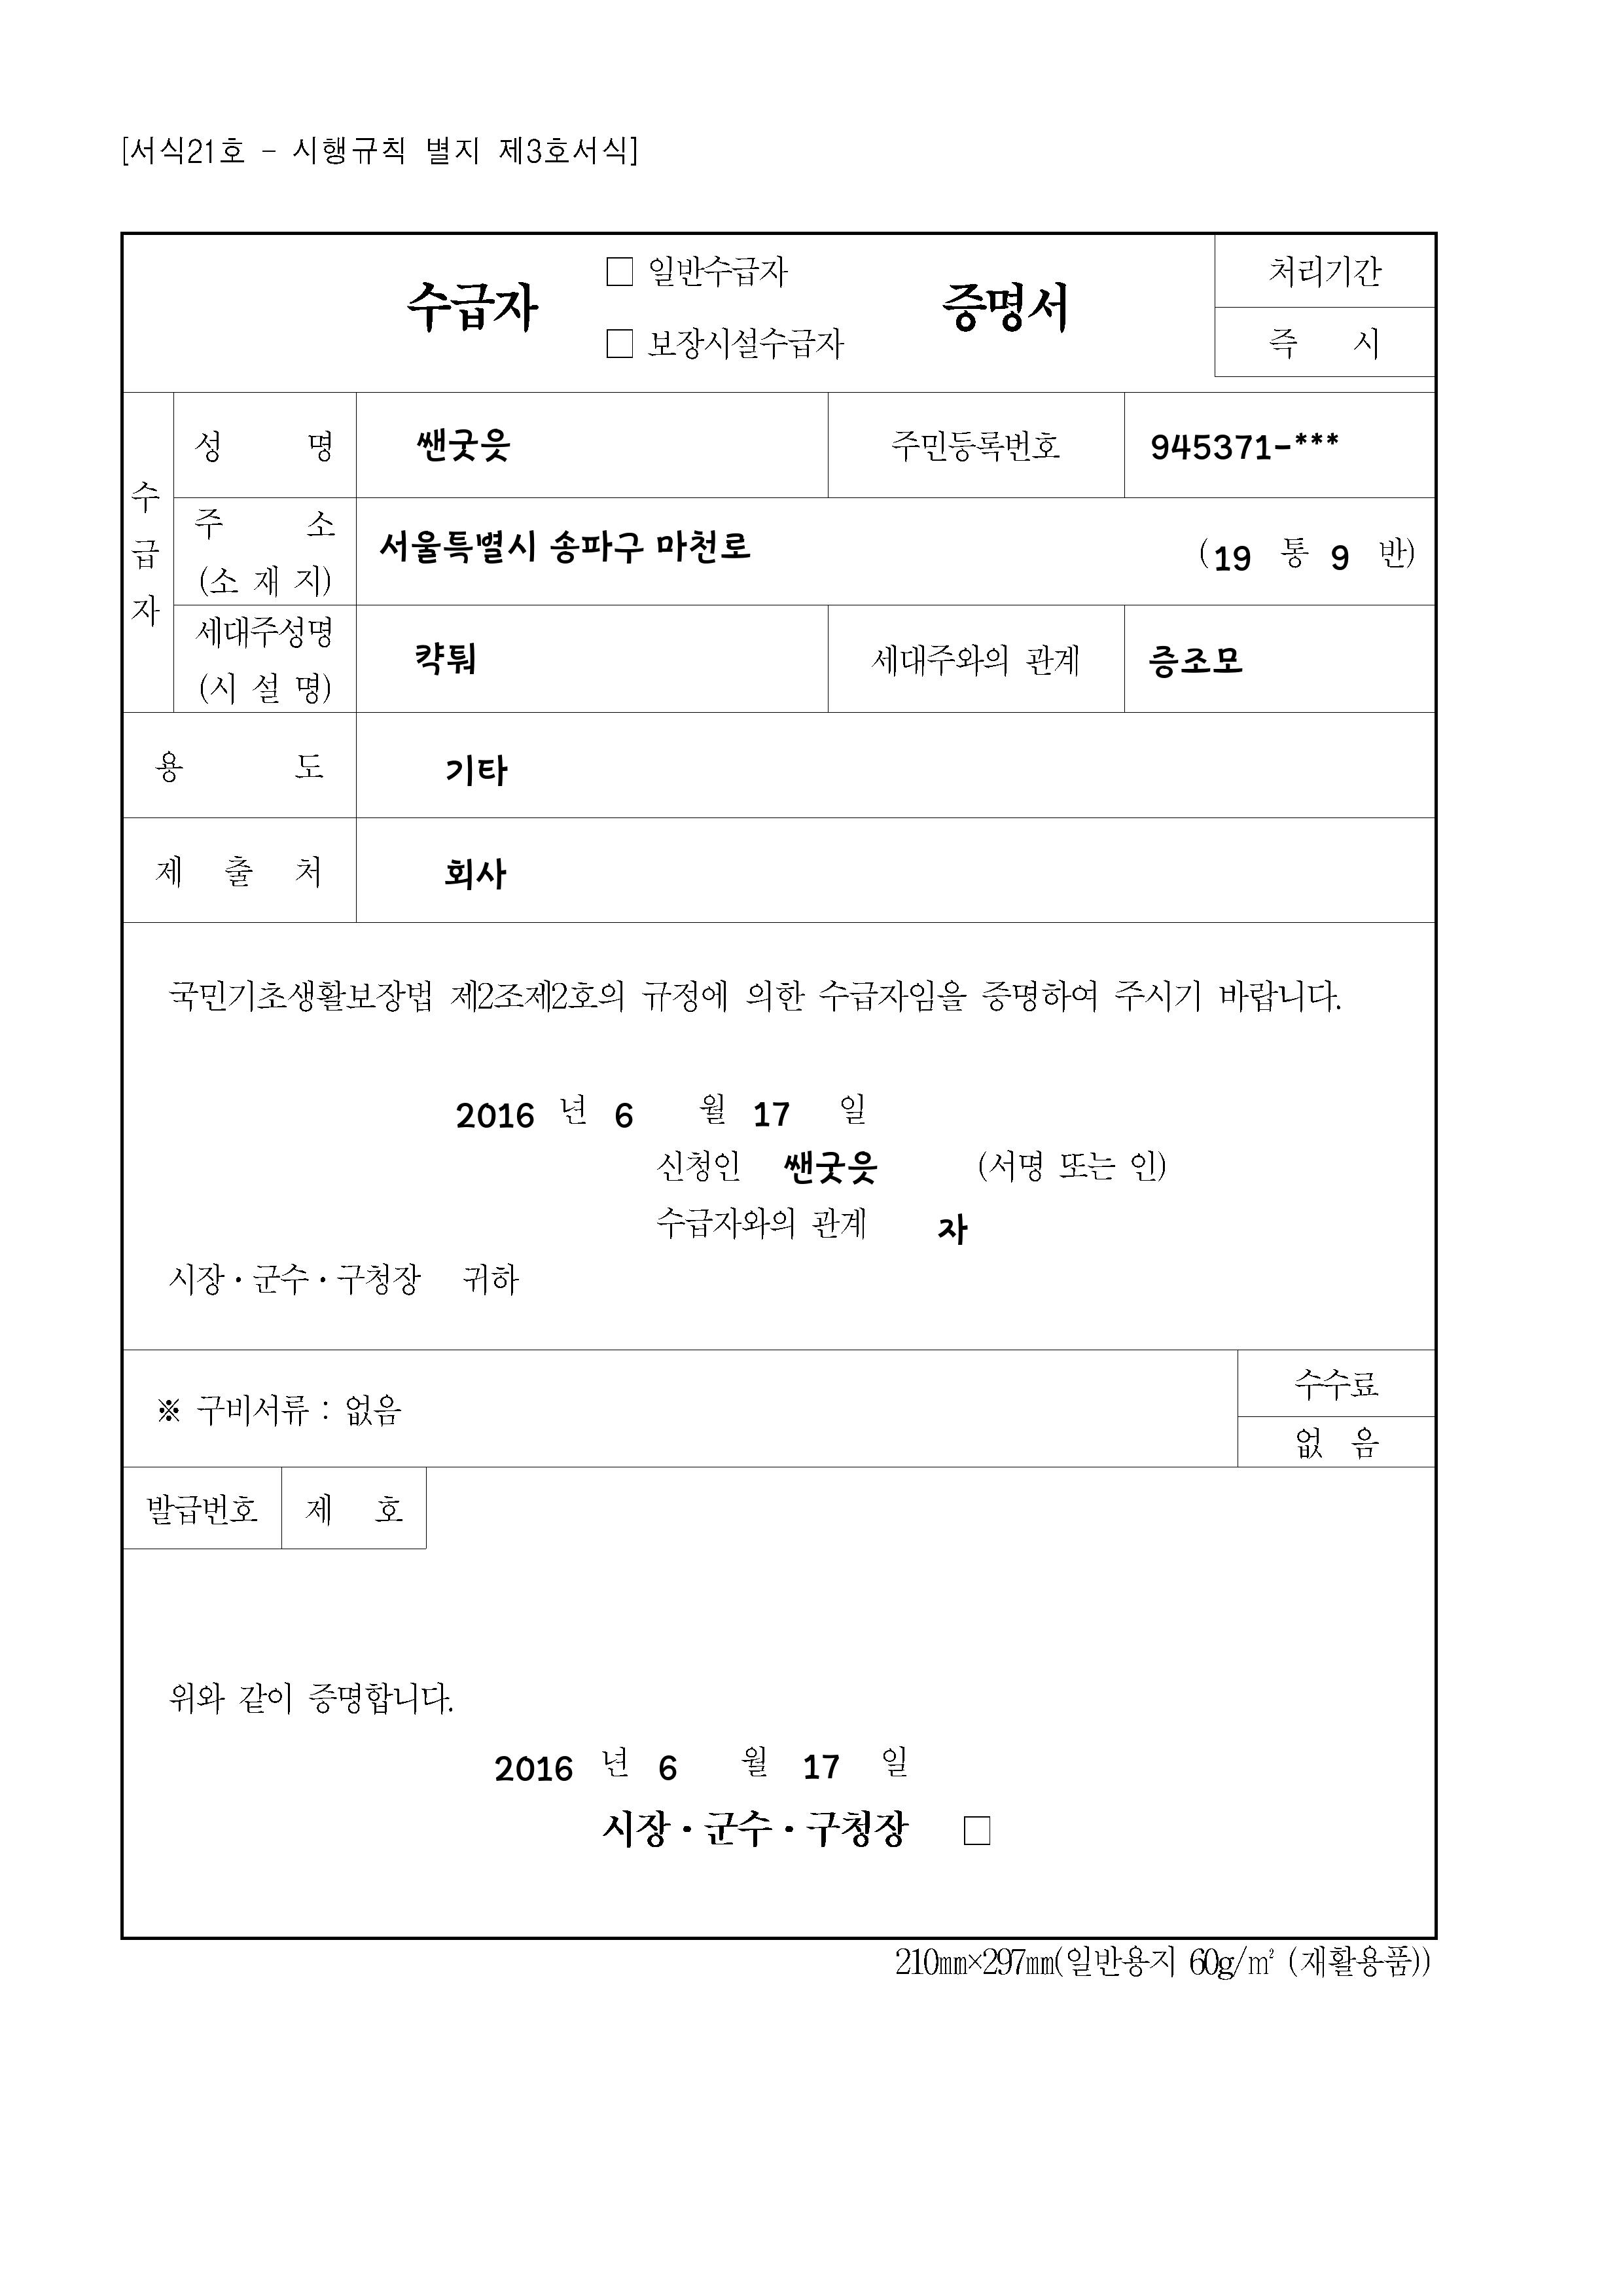 [서식21호 - 시행규칙 별지 제3호서식]
수급자 □ 일반수급자 □ 보장시설수급자 증명서
처리기간
즉 시
수급자
성 명 쌘굿읏 주민등록번호 945371-***
주 소 (소 재 지) 서울특별시 송파구 마천로 (19 통 9 반)
세대주성명 (시 설 명) 캭퉈 세대주와의 관계 증조모
용 도 기타
제 출 처 회사
국민기초생활보장법 제2조제2호의 규정에 의한 수급자임을 증명하여 주시기 바랍니다.
2016 년 6 월 17 일
신청인 쌘굿읏 (서명 또는 인)
수급자와의 관계 자
시장·군수·구청장 귀하
※ 구비서류 : 없음
수수료
없 음
발급번호 제 호
위와 같이 증명합니다.
2016 년 6 월 17 일
시장·군수·구청장 □
210㎜×297㎜(일반용지 60g/㎡ (재활용품))